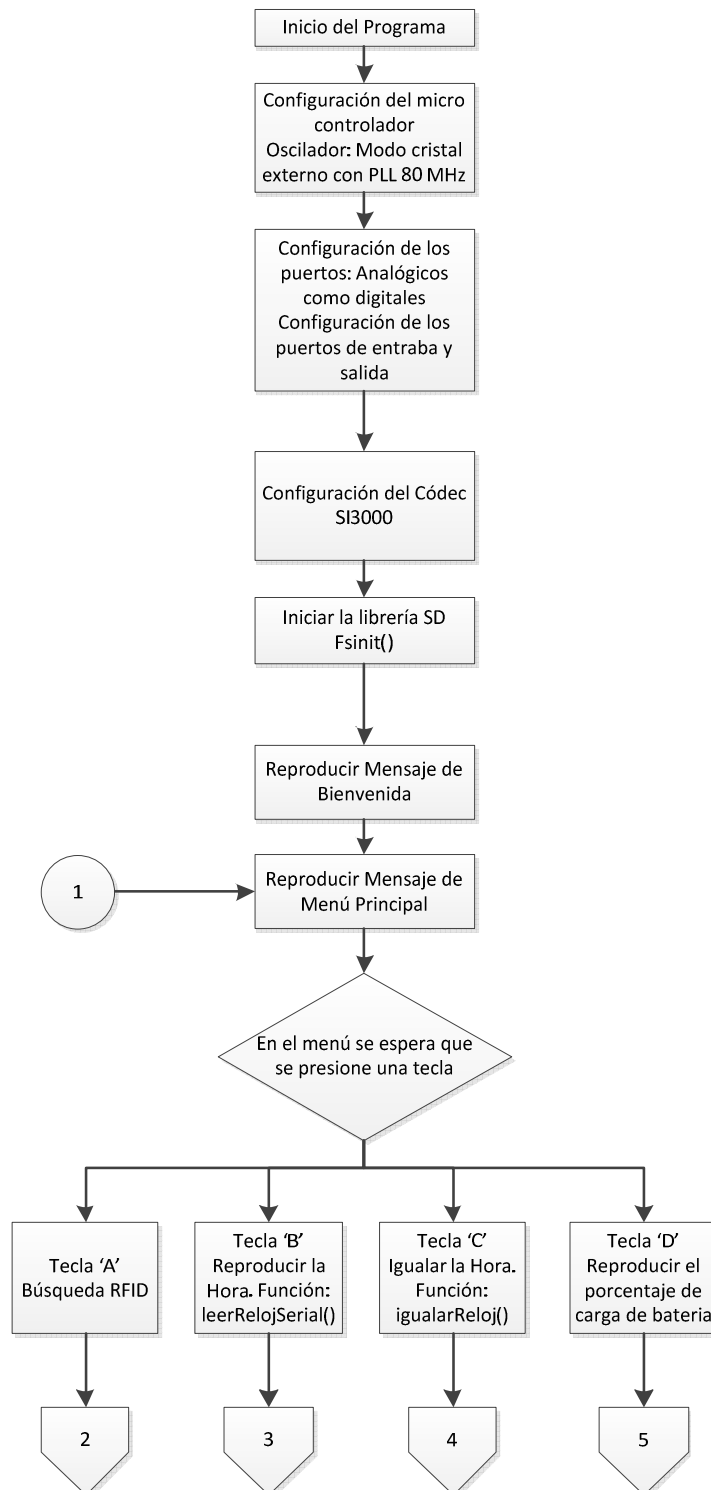 Inicio del Programa
Configuración del micro
controlador
Oscilador: Modo cristal
externo con PLL 80 MHz
Configuración de los
puertos: Analógicos
como digitales
Configuración de los
puertos de entraba y
salida
Configuración del Códec
SI3000
Iniciar la librería SD
Fsinit()
Reproducir Mensaje de
Bienvenida
1
Reproducir Mensaje de
Menú Principal
En el menú se espera que
se presione una tecla
Tecla ‘A’
Búsqueda RFID
Tecla ‘B’
Reproducir la
Hora. Función:
leerRelojSerial()
Tecla ‘C’
Igualar la Hora.
Función:
igualarReloj()
Tecla ‘D’
Reproducir el
porcentaje de
carga de bateria
2
3
4
5